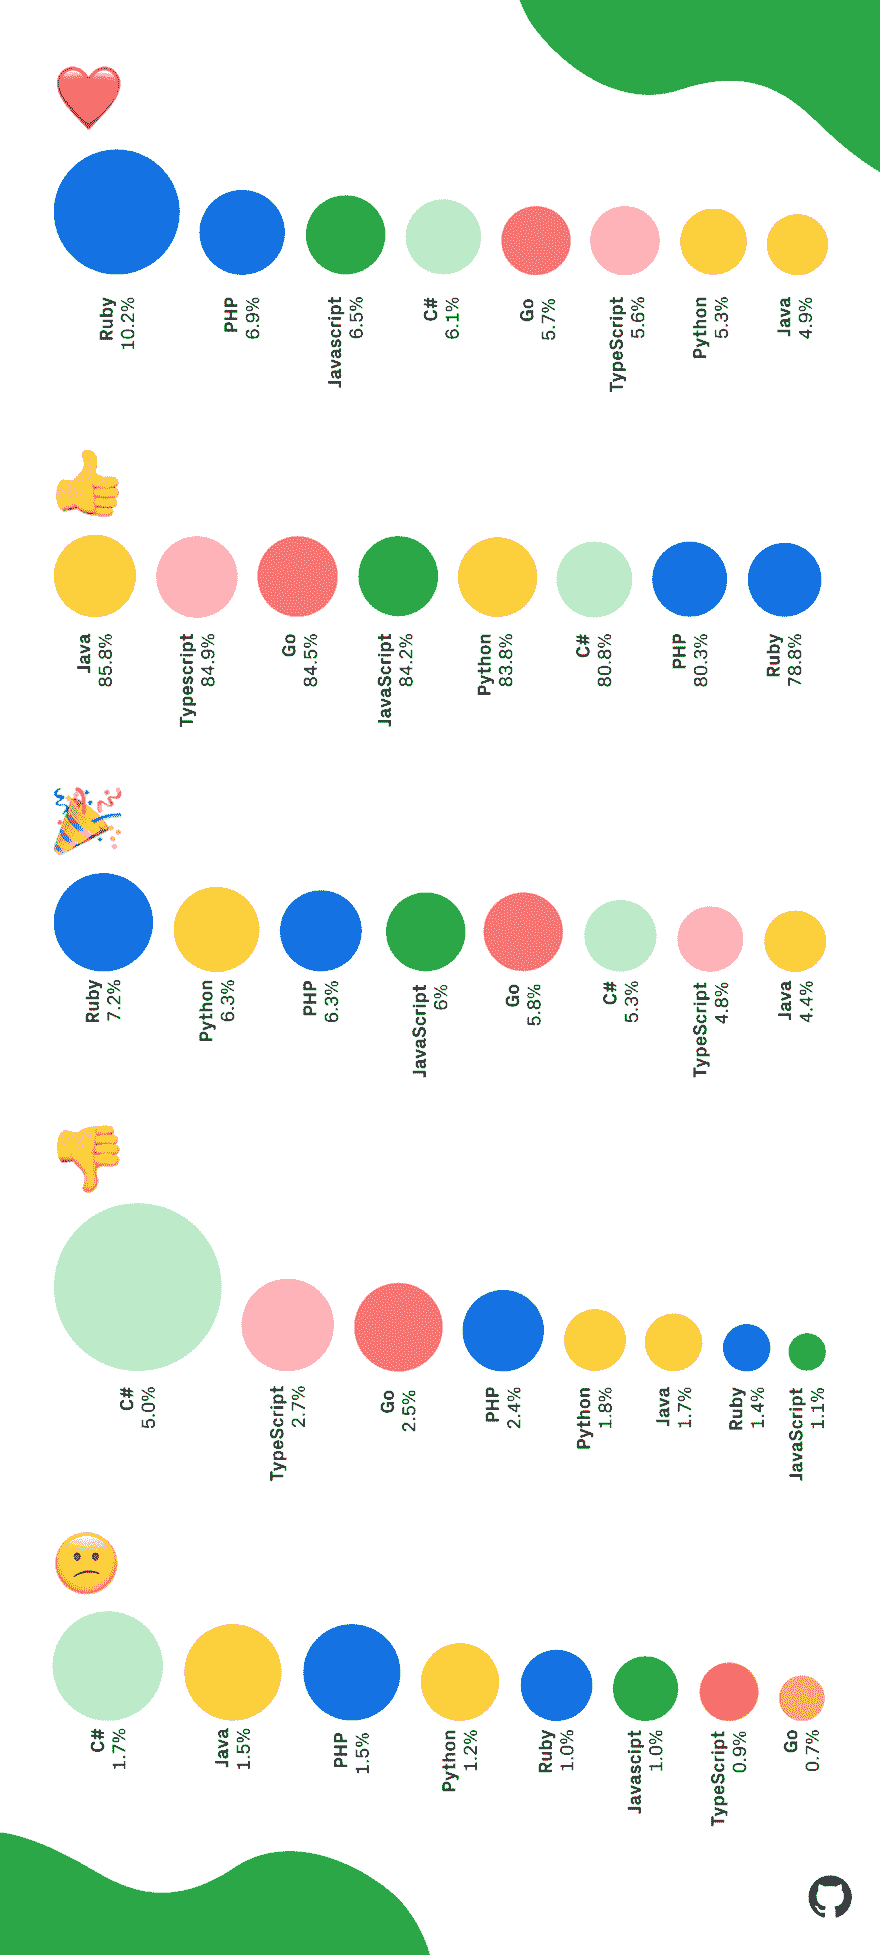 Ruby
10.2%
PHP
6.9%
Javascript
6.5%
C#
6.1%
Go
5.7%
TypeScript
5.6%
Python
5.3%
Java
4.9%
Java
85.8%
Typescript
84.9%
Go
84.5%
JavaScript
84.2%
Python
83.8%
C#
80.8%
PHP
80.3%
Ruby
78.8%
Ruby
7.2%
Python
6.3%
PHP
6.3%
JavaScript
6%
Go
5.8%
C#
5.3%
TypeScript
4.8%
Java
4.4%
C#
5.0%
TypeScript
2.7%
Go
2.5%
PHP
2.4%
Python
1.8%
Java
1.7%
Ruby
1.4%
JavaScript
1.1%
C#
1.7%
Java
1.5%
PHP
1.5%
Python
1.2%
Ruby
1.0%
Javascipt
1.0%
TypeScript
0.9%
Go
0.7%